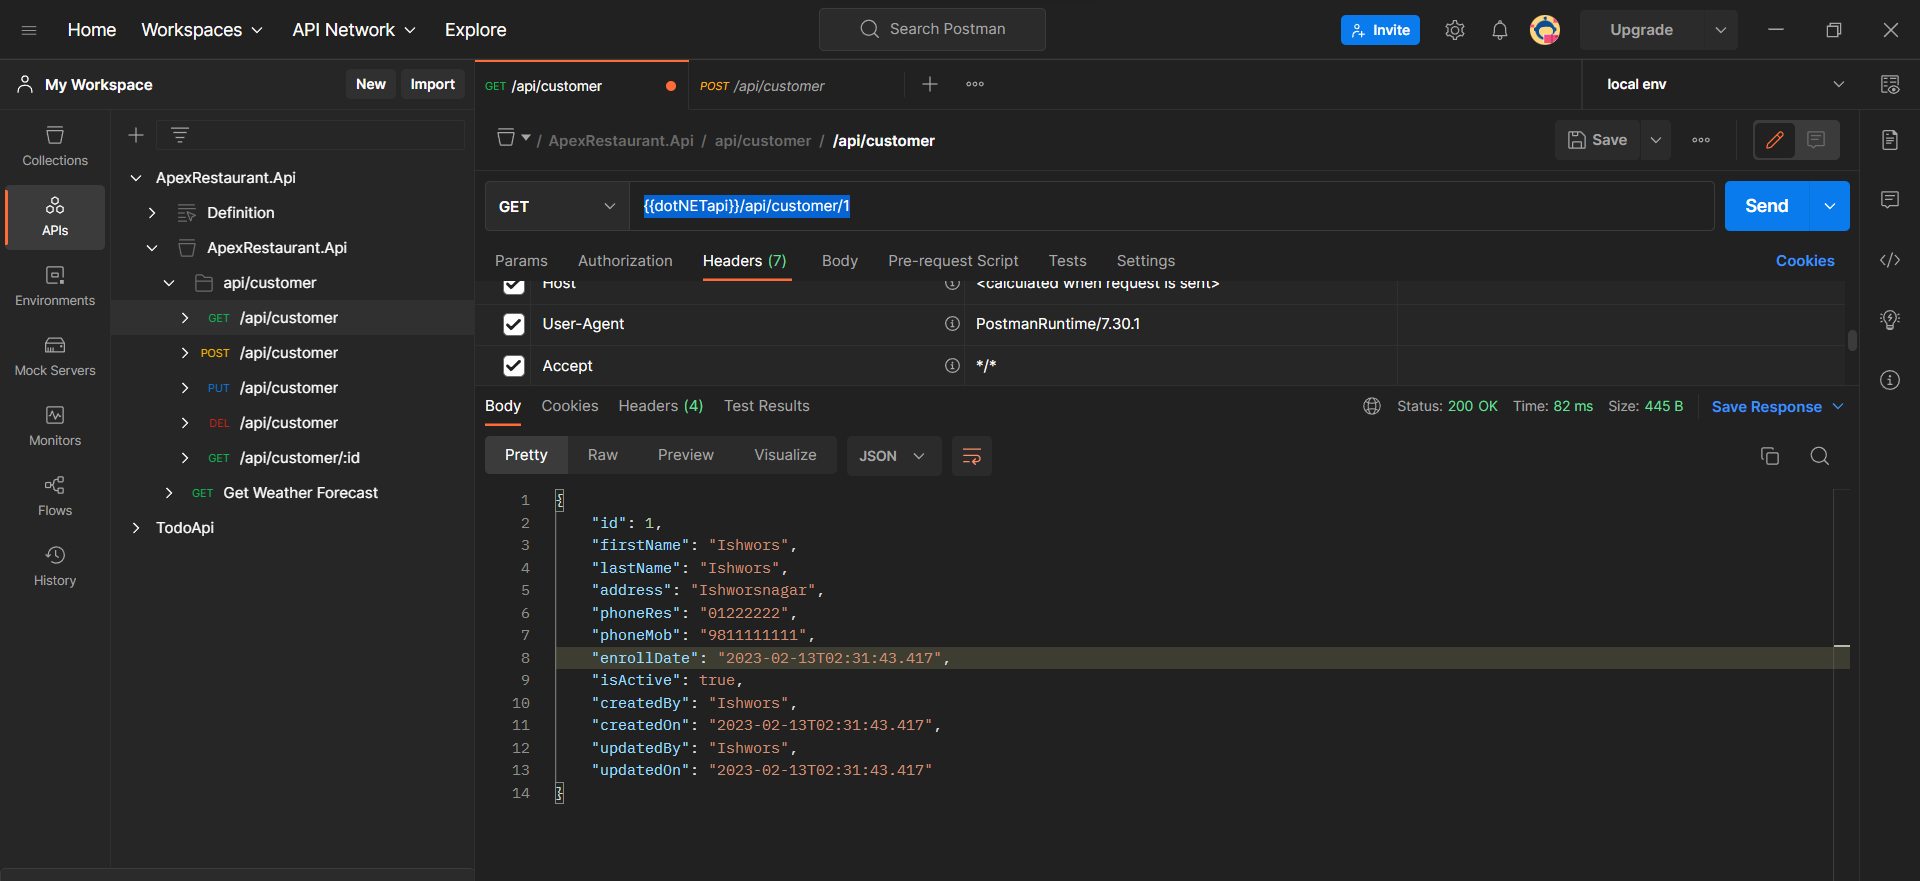 Home Workspaces API Network Explore Search Postman Invite Upgrade
My Workspace New Import GET /api/customer POST /api/customer local env
/ ApexRestaurant.Api / api/customer / /api/customer Save
GET {{dotNETapi}}/api/customer/1 Send
Params Authorization Headers (7) Body Pre-request Script Tests Settings Cookies
Host <calculated when request is sent>
User-Agent PostmanRuntime/7.30.1
Accept */*
Collections
APIs
Environments
Mock Servers
Monitors
Flows
History
ApexRestaurant.Api
Definition
ApexRestaurant.Api
api/customer
GET /api/customer
POST /api/customer
PUT /api/customer
DEL /api/customer
GET /api/customer/:id
GET Get Weather Forecast
TodoApi
Body Cookies Headers (4) Test Results Status: 200 OK Time: 82 ms Size: 445 B Save Response
Pretty Raw Preview Visualize JSON
1 {
2 "id": 1,
3 "firstName": "Ishwors",
4 "lastName": "Ishwors",
5 "address": "Ishworsnagar",
6 "phoneRes": "01222222",
7 "phoneMob": "9811111111",
8 "enrollDate": "2023-02-13T02:31:43.417",
9 "isActive": true,
10 "createdBy": "Ishwors",
11 "createdOn": "2023-02-13T02:31:43.417",
12 "updatedBy": "Ishwors",
13 "updatedOn": "2023-02-13T02:31:43.417"
14 }